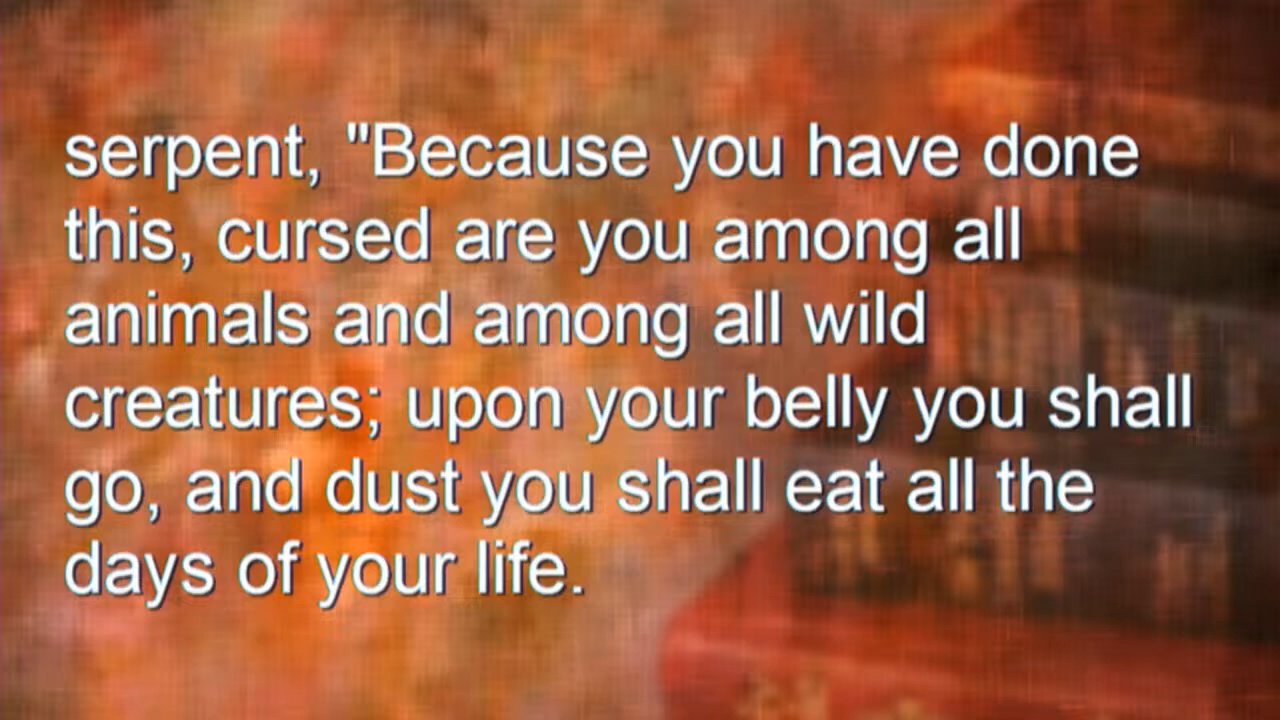 serpent, "Because you have done
this, cursed are you among all
animals and among all wild
creatures; upon your belly you shall
go, and dust you shall eat all the
days of your life.